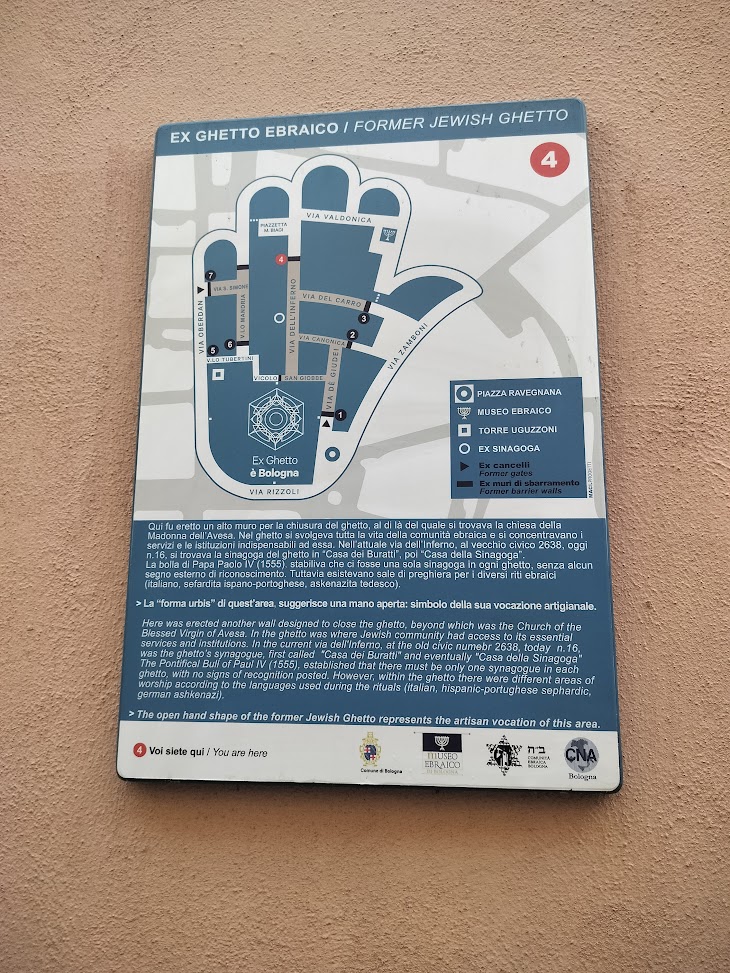 EX GHETTO EBRAICO / FORMER JEWISH GHETTO
4
VIA VALDONICA
PIAZZETTA
M. BIAGI
4
7
VIA S. SIMONE
VIA DEL CARRO
3
VIA OBERDAN
V.LO MANDRIA
VIA DELL'INFERNO
VIA CANONICA
2
VIA ZAMBONI
5
6
V.LO TUBERTINI
VICOLO SAN GIOBBE
VIA DE' GIUDEI
1
Ex Ghetto
è Bologna
VIA RIZZOLI
PIAZZA RAVEGNANA
MUSEO EBRAICO
TORRE UGUZZONI
EX SINAGOGA
Ex cancelli
Former gates
Ex muri di sbarramento
Former barrier walls
Qui fu eretto un alto muro per la chiusura del ghetto, al di là del quale si trovava la chiesa della
Madonna dell'Avesa. Nel ghetto si svolgeva tutta la vita della comunità ebraica e si concentravano i
servizi e le istituzioni indispensabili ad essa. Nell'attuale via dell'Inferno, al vecchio civico 2638, oggi
n.16, si trovava la sinagoga del ghetto in "Casa dei Buratti", poi "Casa della Sinagoga".
La bolla di Papa Paolo IV (1555), stabiliva che ci fosse una sola sinagoga in ogni ghetto, senza alcun
segno esterno di riconoscimento. Tuttavia esistevano sale di preghiera per i diversi riti ebraici
(italiano, sefardita ispano-portoghese, askenazita tedesco).
> La "forma urbis" di quest'area, suggerisce una mano aperta: simbolo della sua vocazione artigianale.
Here was erected another wall designed to close the ghetto, beyond which was the Church of the
Blessed Virgin of Avesa. In the ghetto was where Jewish community had access to its essential
services and institutions. In the current via dell'Inferno, at the old civic numebr 2638, today n.16,
was the ghetto's synagogue, first called "Casa dei Buratti" and eventually "Casa della Sinagoga"
The Pontifical Bull of Paul IV (1555), established that there must be only one synagogue in each
ghetto, with no signs of recognition posted. However, within the ghetto there were different areas of
worship according to the languages used during the rituals (italian, hispanic-portughese sephardic,
german ashkenazi).
> The open hand shape of the former Jewish Ghetto represents the artisan vocation of this area.
4 Voi siete qui / You are here
Comune di Bologna
MUSEO
EBRAICO
DI BOLOGNA
ב"ה
COMUNITÀ
EBRAICA
BOLOGNA
CNA
Bologna